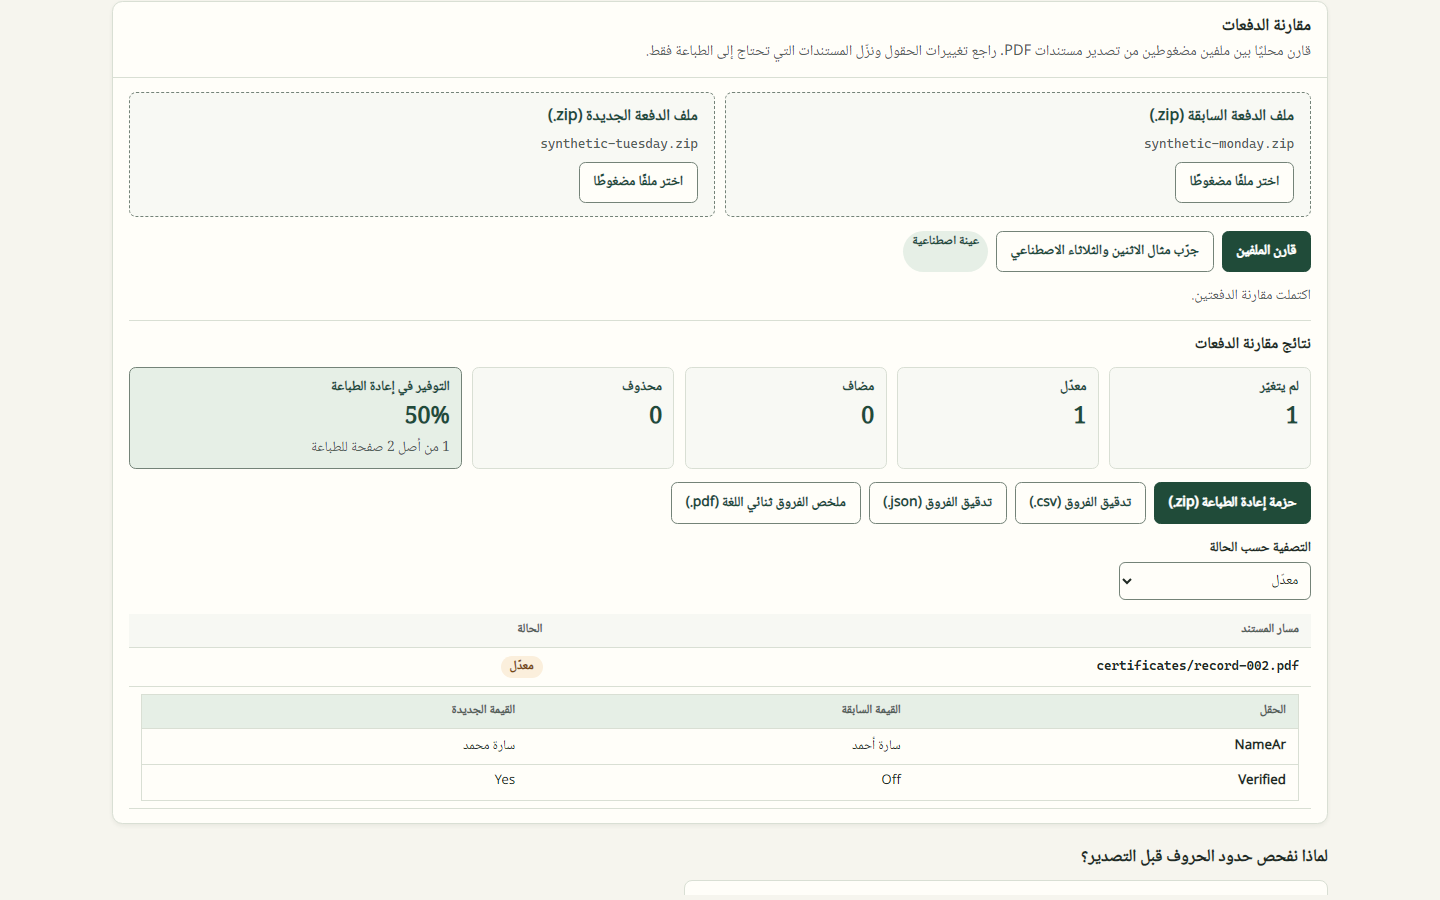 مقارنة الدفعات
قارن محليًا بين ملفين مضغوطين من تصدير مستندات PDF. راجع تغييرات الحقول ونزّل المستندات التي تحتاج إلى الطباعة فقط.
ملف الدفعة السابقة (.zip)
synthetic-monday.zip
اختر ملفًا مضغوطًا
ملف الدفعة الجديدة (.zip)
synthetic-tuesday.zip
اختر ملفًا مضغوطًا
قارن الملفين
جرّب مثال الاثنين والثلاثاء الاصطناعي
عينة اصطناعية
اكتملت مقارنة الدفعتين.
نتائج مقارنة الدفعات
لم يتغيّر
1
معدّل
1
مضاف
0
محذوف
0
التوفير في إعادة الطباعة
50%
1 من أصل 2 صفحة للطباعة
حزمة إعادة الطباعة (.zip)
تدقيق الفروق (.csv)
تدقيق الفروق (.json)
ملخص الفروق ثنائي اللغة (.pdf)
التصفية حسب الحالة
معدّل
مسار المستند الحالة
certificates/record-002.pdf معدّل
الحقل القيمة السابقة القيمة الجديدة
NameAr سارة أحمد سارة محمد
Verified Off Yes
لماذا نفحص حدود الحروف قبل التصدير؟